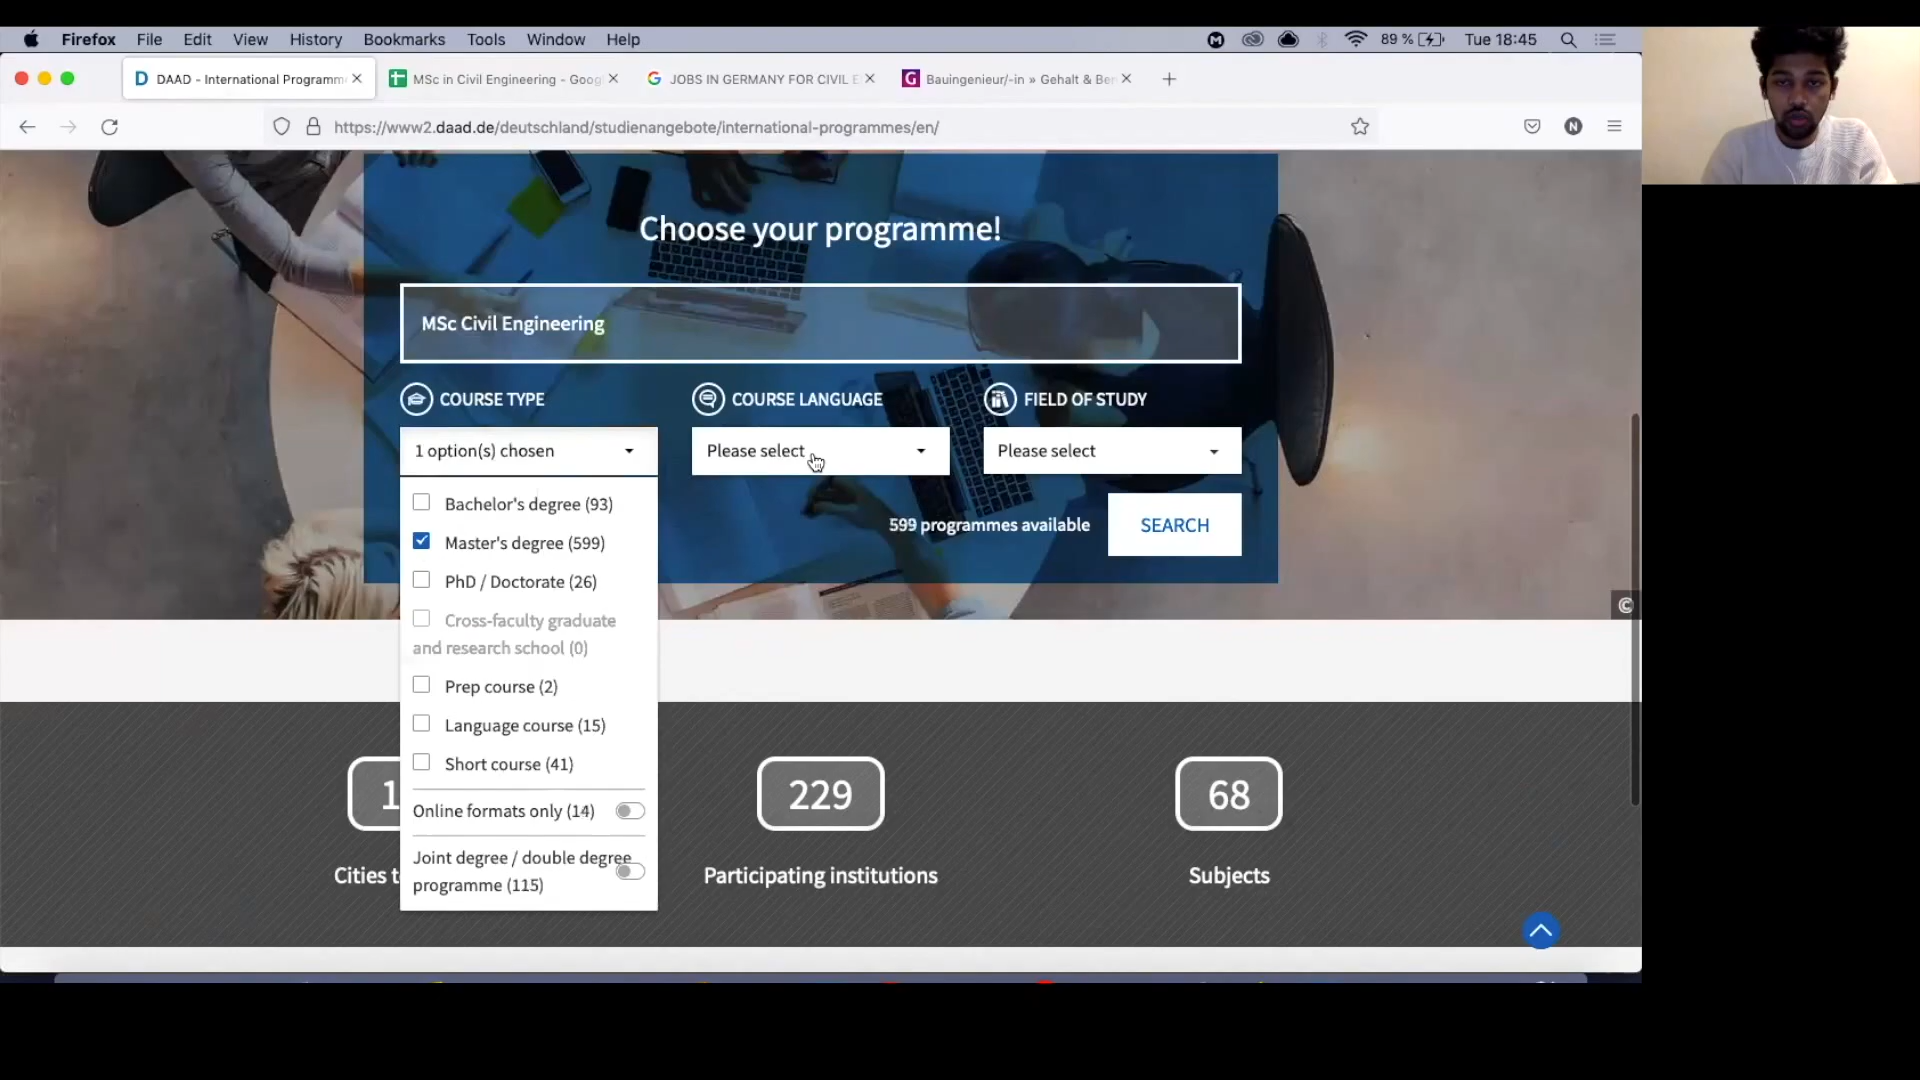 Firefox File Edit View History Bookmarks Tools Window Help 89 % Tue 18:45
DAAD - International Programm MSc in Civil Engineering - Goog JOBS IN GERMANY FOR CIVIL E Bauingenieur/-in » Gehalt & Ber
https://www2.daad.de/deutschland/studienangebote/international-programmes/en/
Choose your programme!
MSc Civil Engineering
COURSE TYPE COURSE LANGUAGE FIELD OF STUDY
1 option(s) chosen Please select Please select
Bachelor's degree (93)
599 programmes available SEARCH
Master's degree (599)
PhD / Doctorate (26)
Cross-faculty graduate
and research school (0)
Prep course (2)
Language course (15)
Short course (41)
1 229 68
Online formats only (14)
Joint degree / double degree
programme (115)
Cities t Participating institutions Subjects